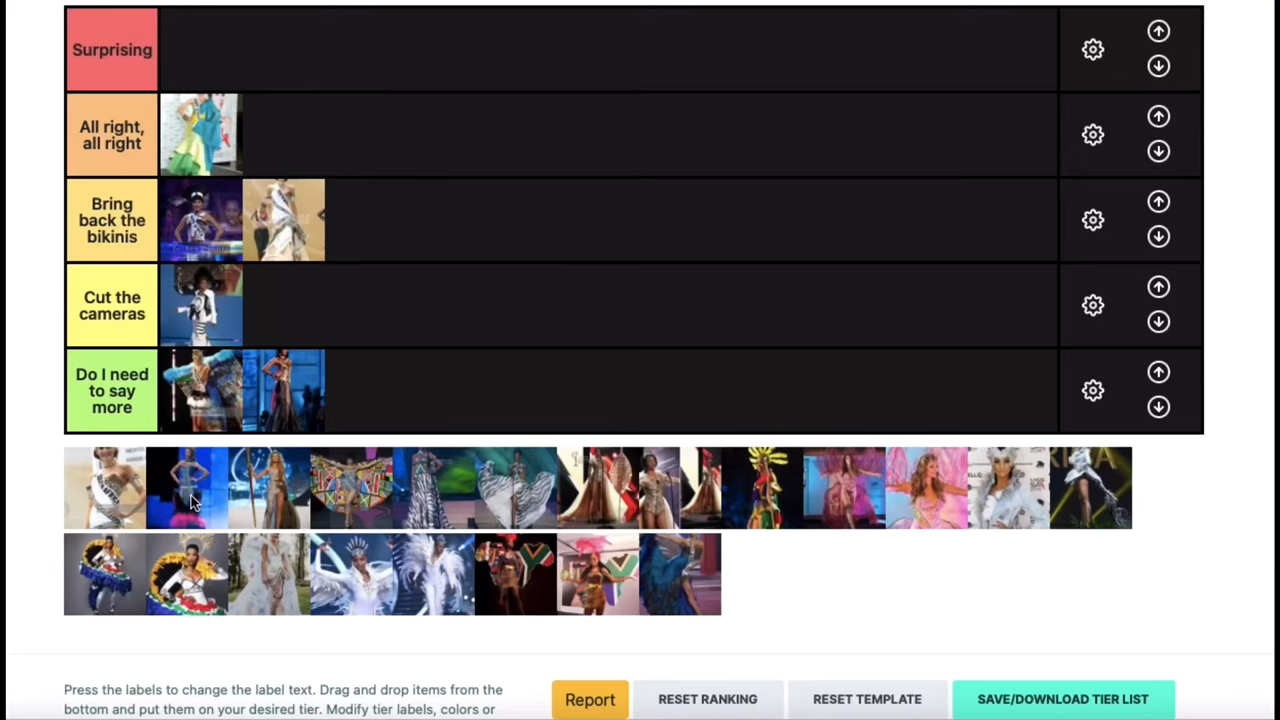 Surprising
All right,
all right
Bring
back the
bikinis
Cut the
cameras
Do I need
to say
more
Press the labels to change the label text. Drag and drop items from the
bottom and put them on your desired tier. Modify tier labels, colors or
Report
RESET RANKING
RESET TEMPLATE
SAVE/DOWNLOAD TIER LIST